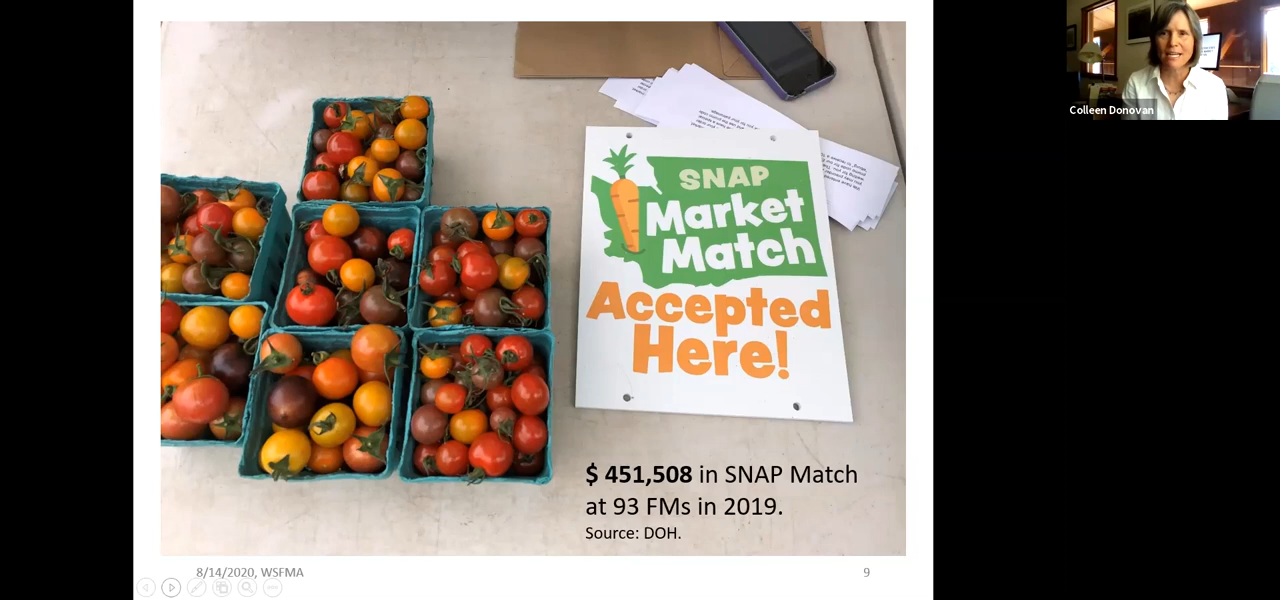 Colleen Donovan
SNAP
Market
Match
Accepted
Here!
$ 451,508 in SNAP Match
at 93 FMs in 2019.
Source: DOH.
8/14/2020, WSFMA
9